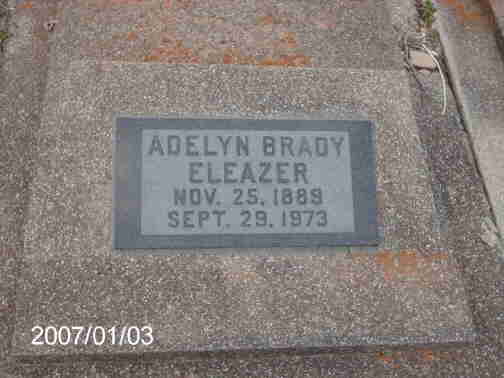 ADELYN BRADY
ELEAZER
NOV. 25, 1889
SEPT. 29, 1973
2007/01/03